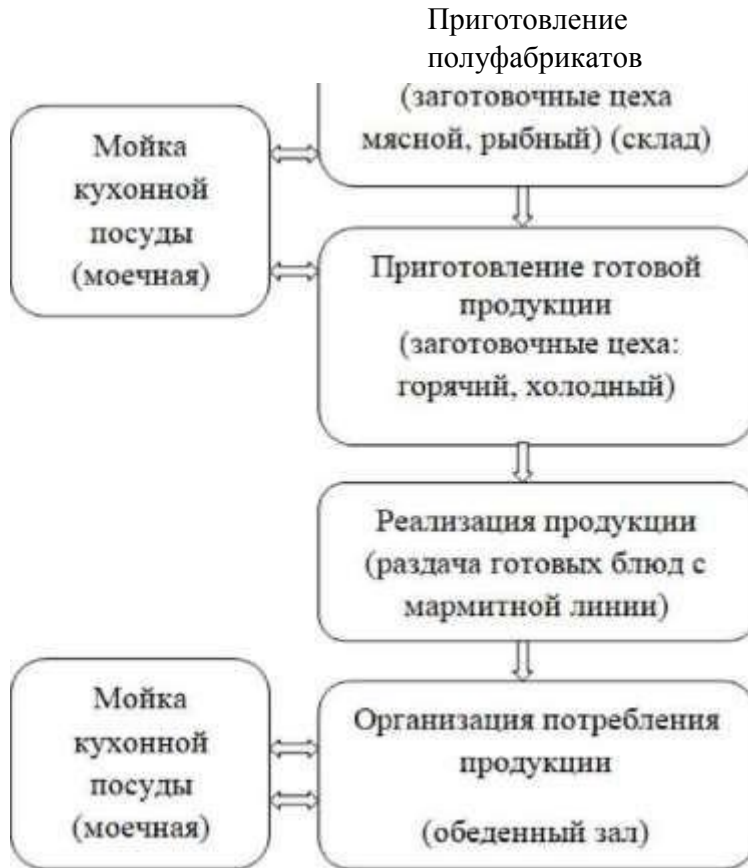 Приготовление
полуфабрикатов
(заготовочные цеха
мясной, рыбный) (склад)
Мойка
кухонной
посуды
(моечная)
Приготовление готовой
продукции
(заготовочные цеха:
горячий, холодный)
Реализация продукции
(раздача готовых блюд с
мармитной линии)
Мойка
кухонной
посуды
(моечная)
Организация потребления
продукции
(обеденный зал)